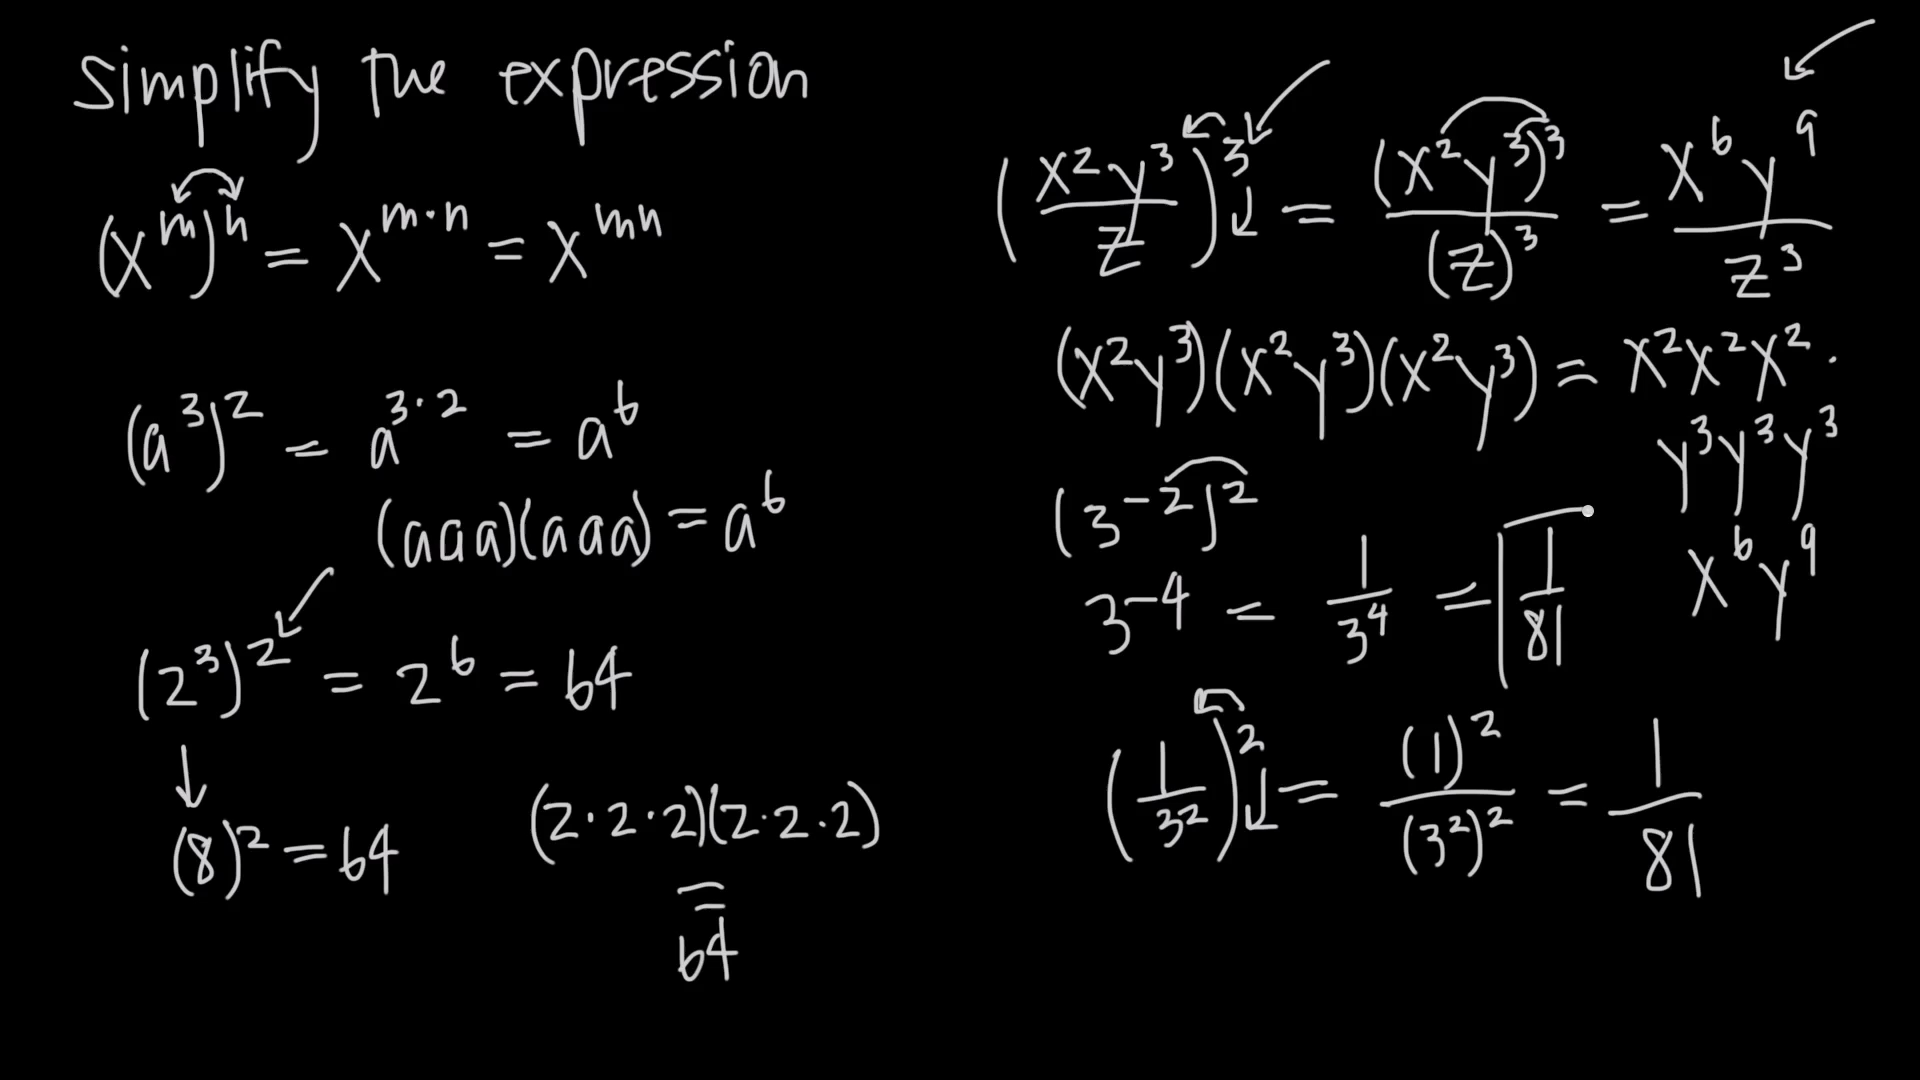 simplify the expression
(x^m)^n = x^{m·n} = x^{mn}
(a^3)^2 = a^{3·2} = a^6
(aaa)(aaa) = a^6
(2^3)^2 = 2^6 = 64
(8)^2 = 64
(2·2·2)(2·2·2)
=
64
(x^2y^3/z)^3 = (x^2y^3)^3/(z)^3 = x^6y^9/z^3
(x^2y^3)(x^2y^3)(x^2y^3) = x^2x^2x^2 ·
y^3y^3y^3
x^6y^9
(3^{-2})^2
3^{-4} = 1/3^4 = 1/81
(1/3^2)^2 = (1)^2/(3^2)^2 = 1/81